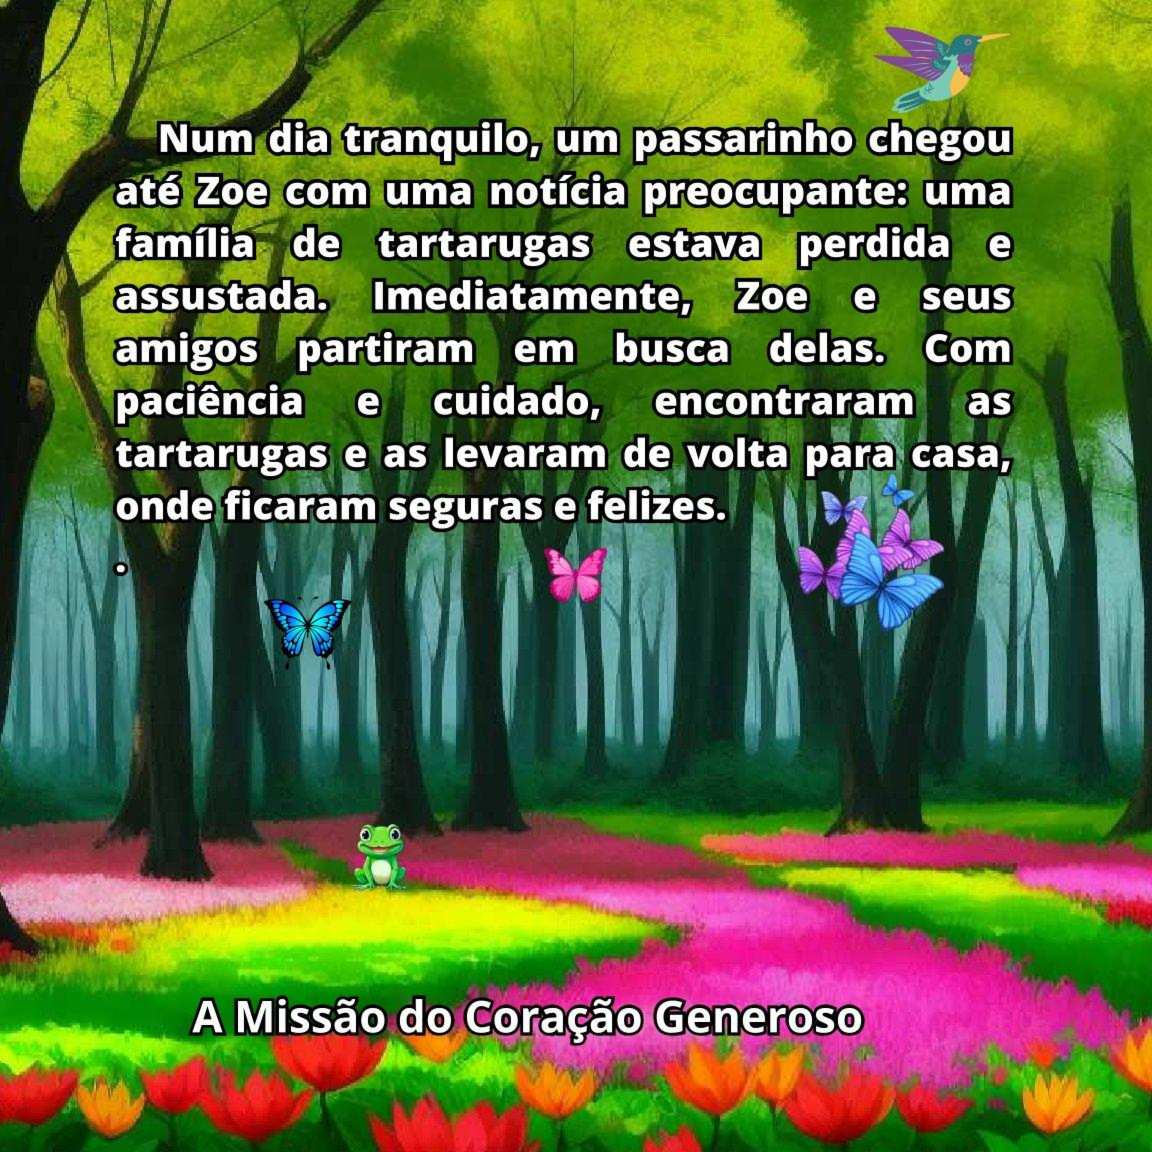 Num dia tranquilo, um passarinho chegou
até Zoe com uma notícia preocupante: uma
família de tartarugas estava perdida e
assustada. Imediatamente, Zoe e seus
amigos partiram em busca delas. Com
paciência e cuidado, encontraram as
tartarugas e as levaram de volta para casa,
onde ficaram seguras e felizes.
.
A Missão do Coração Generoso